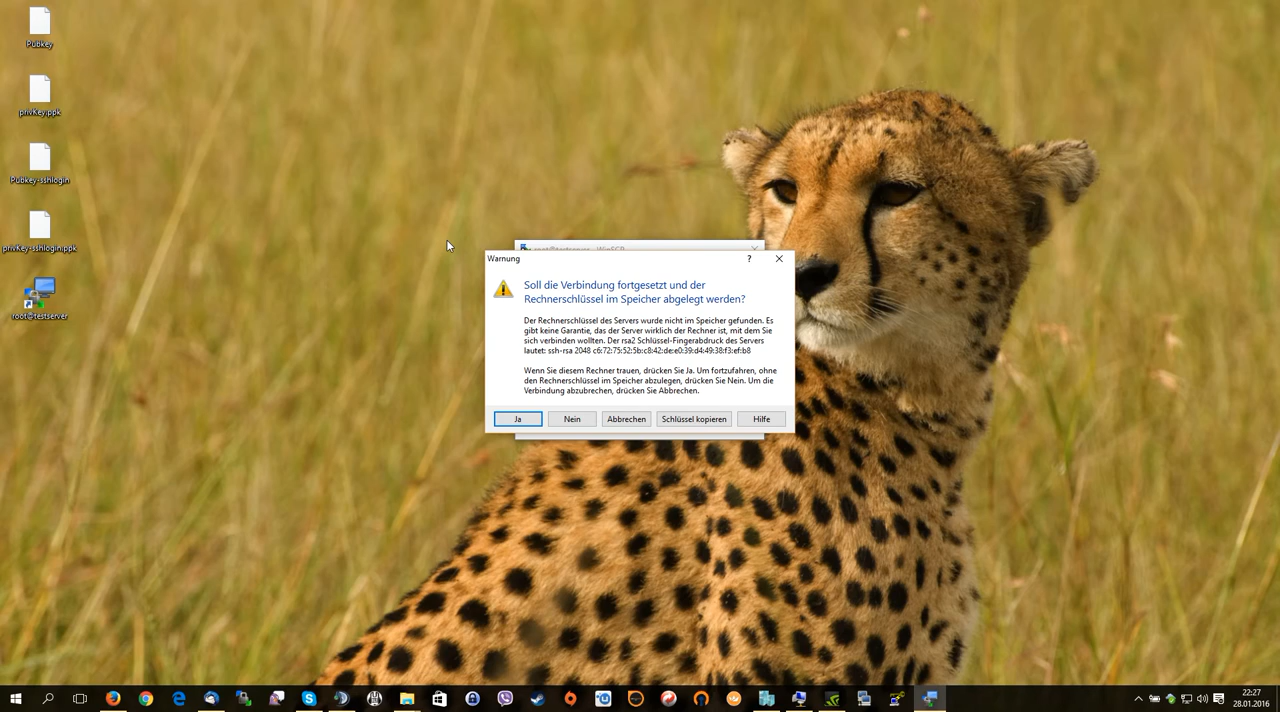 Pubkey
privKey.ppk
Pubkey-sshlogin
privKey-sshlogin.ppk
root@testserver
root@testserver - WinSCP
Warnung
?
Soll die Verbindung fortgesetzt und der
Rechnerschlüssel im Speicher abgelegt werden?
Der Rechnerschlüssel des Servers wurde nicht im Speicher gefunden. Es
gibt keine Garantie, das der Server wirklich der Rechner ist, mit dem Sie
sich verbinden wollten. Der rsa2 Schlüssel-Fingerabdruck des Servers
lautet: ssh-rsa 2048 c6:72:75:52:5b:c8:42:de:e0:39:d4:49:38:f3:ef:b8
Wenn Sie diesem Rechner trauen, drücken Sie Ja. Um fortzufahren, ohne
den Rechnerschlüssel im Speicher abzulegen, drücken Sie Nein. Um die
Verbindung abzubrechen, drücken Sie Abbrechen.
Ja
Nein
Abbrechen
Schlüssel kopieren
Hilfe
22:27
28.01.2016